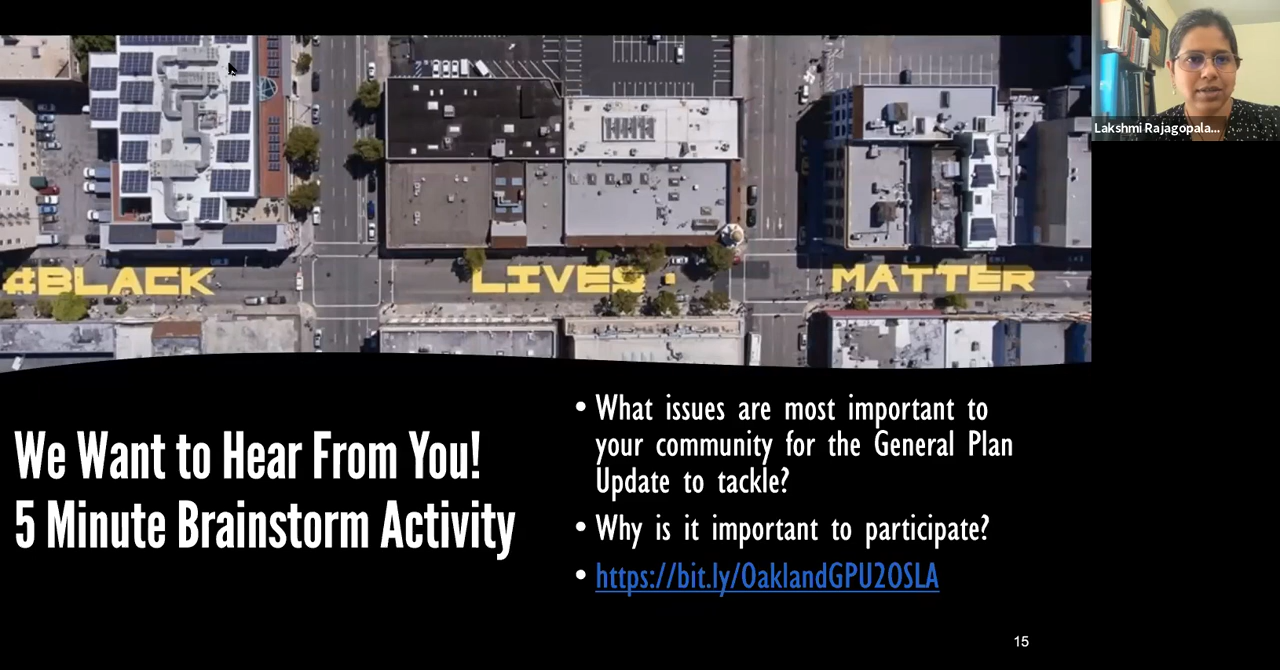 #BLACK LIVES MATTER
Lakshmi Rajagopala...
We Want to Hear From You!
5 Minute Brainstorm Activity
• What issues are most important to
your community for the General Plan
Update to tackle?
• Why is it important to participate?
• https://bit.ly/OaklandGPU2OSLA
15